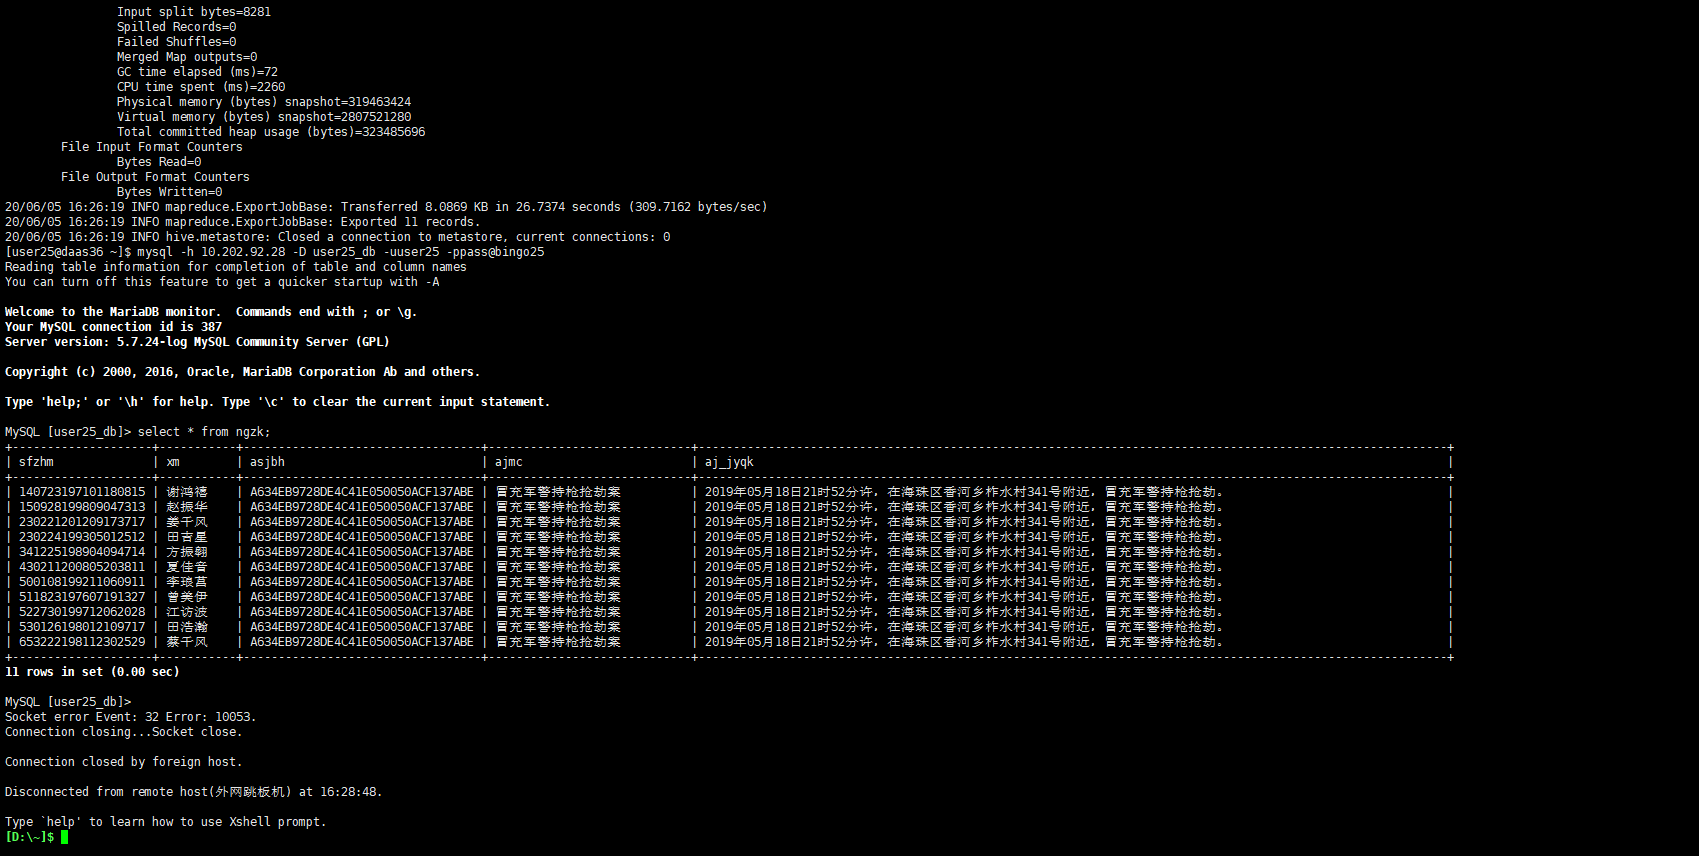 Input split bytes=8281
Spilled Records=0
Failed Shuffles=0
Merged Map outputs=0
GC time elapsed (ms)=72
CPU time spent (ms)=2260
Physical memory (bytes) snapshot=319463424
Virtual memory (bytes) snapshot=2807521280
Total committed heap usage (bytes)=323485696
File Input Format Counters
Bytes Read=0
File Output Format Counters
Bytes Written=0
20/06/05 16:26:19 INFO mapreduce.ExportJobBase: Transferred 8.0869 KB in 26.7374 seconds (309.7162 bytes/sec)
20/06/05 16:26:19 INFO mapreduce.ExportJobBase: Exported 11 records.
20/06/05 16:26:19 INFO hive.metastore: Closed a connection to metastore, current connections: 0
[user25@daas36 ~]$ mysql -h 10.202.92.28 -D user25_db -uuser25 -ppass@bingo25
Reading table information for completion of table and column names
You can turn off this feature to get a quicker startup with -A
Welcome to the MariaDB monitor.  Commands end with ; or \g.
Your MySQL connection id is 387
Server version: 5.7.24-log MySQL Community Server (GPL)
Copyright (c) 2000, 2016, Oracle, MariaDB Corporation Ab and others.
Type 'help;' or '\h' for help. Type '\c' to clear the current input statement.
MySQL [user25_db]> select * from ngzk;
| sfzhm | xm | asjbh | ajmc | aj_jyqk |
| 140723197101180815 | 谢鸿禧 | A634EB9728DE4C41E050050ACF137ABE | 冒充军警持枪抢劫案 | 2019年05月18日21时52分许, 在海珠区香河乡柞水村341号附近, 冒充军警持枪抢劫。 |
| 150928199809047313 | 赵振华 | A634EB9728DE4C41E050050ACF137ABE | 冒充军警持枪抢劫案 | 2019年05月18日21时52分许, 在海珠区香河乡柞水村341号附近, 冒充军警持枪抢劫。 |
| 230221201209173717 | 姜千风 | A634EB9728DE4C41E050050ACF137ABE | 冒充军警持枪抢劫案 | 2019年05月18日21时52分许, 在海珠区香河乡柞水村341号附近, 冒充军警持枪抢劫。 |
| 230224199305012512 | 田吉星 | A634EB9728DE4C41E050050ACF137ABE | 冒充军警持枪抢劫案 | 2019年05月18日21时52分许, 在海珠区香河乡柞水村341号附近, 冒充军警持枪抢劫。 |
| 341225198904094714 | 方振翱 | A634EB9728DE4C41E050050ACF137ABE | 冒充军警持枪抢劫案 | 2019年05月18日21时52分许, 在海珠区香河乡柞水村341号附近, 冒充军警持枪抢劫。 |
| 430211200805203811 | 夏佳音 | A634EB9728DE4C41E050050ACF137ABE | 冒充军警持枪抢劫案 | 2019年05月18日21时52分许, 在海珠区香河乡柞水村341号附近, 冒充军警持枪抢劫。 |
| 500108199211060911 | 李琅莒 | A634EB9728DE4C41E050050ACF137ABE | 冒充军警持枪抢劫案 | 2019年05月18日21时52分许, 在海珠区香河乡柞水村341号附近, 冒充军警持枪抢劫。 |
| 511823197607191327 | 曾美伊 | A634EB9728DE4C41E050050ACF137ABE | 冒充军警持枪抢劫案 | 2019年05月18日21时52分许, 在海珠区香河乡柞水村341号附近, 冒充军警持枪抢劫。 |
| 522730199712062028 | 江访波 | A634EB9728DE4C41E050050ACF137ABE | 冒充军警持枪抢劫案 | 2019年05月18日21时52分许, 在海珠区香河乡柞水村341号附近, 冒充军警持枪抢劫。 |
| 530126198012109717 | 田浩瀚 | A634EB9728DE4C41E050050ACF137ABE | 冒充军警持枪抢劫案 | 2019年05月18日21时52分许, 在海珠区香河乡柞水村341号附近, 冒充军警持枪抢劫。 |
| 653222198112302529 | 蔡千风 | A634EB9728DE4C41E050050ACF137ABE | 冒充军警持枪抢劫案 | 2019年05月18日21时52分许, 在海珠区香河乡柞水村341号附近, 冒充军警持枪抢劫。 |
11 rows in set (0.00 sec)
MySQL [user25_db]>
Socket error Event: 32 Error: 10053.
Connection closing...Socket close.
Connection closed by foreign host.
Disconnected from remote host(外网跳板机) at 16:28:48.
Type `help' to learn how to use Xshell prompt.
[D:\~]$